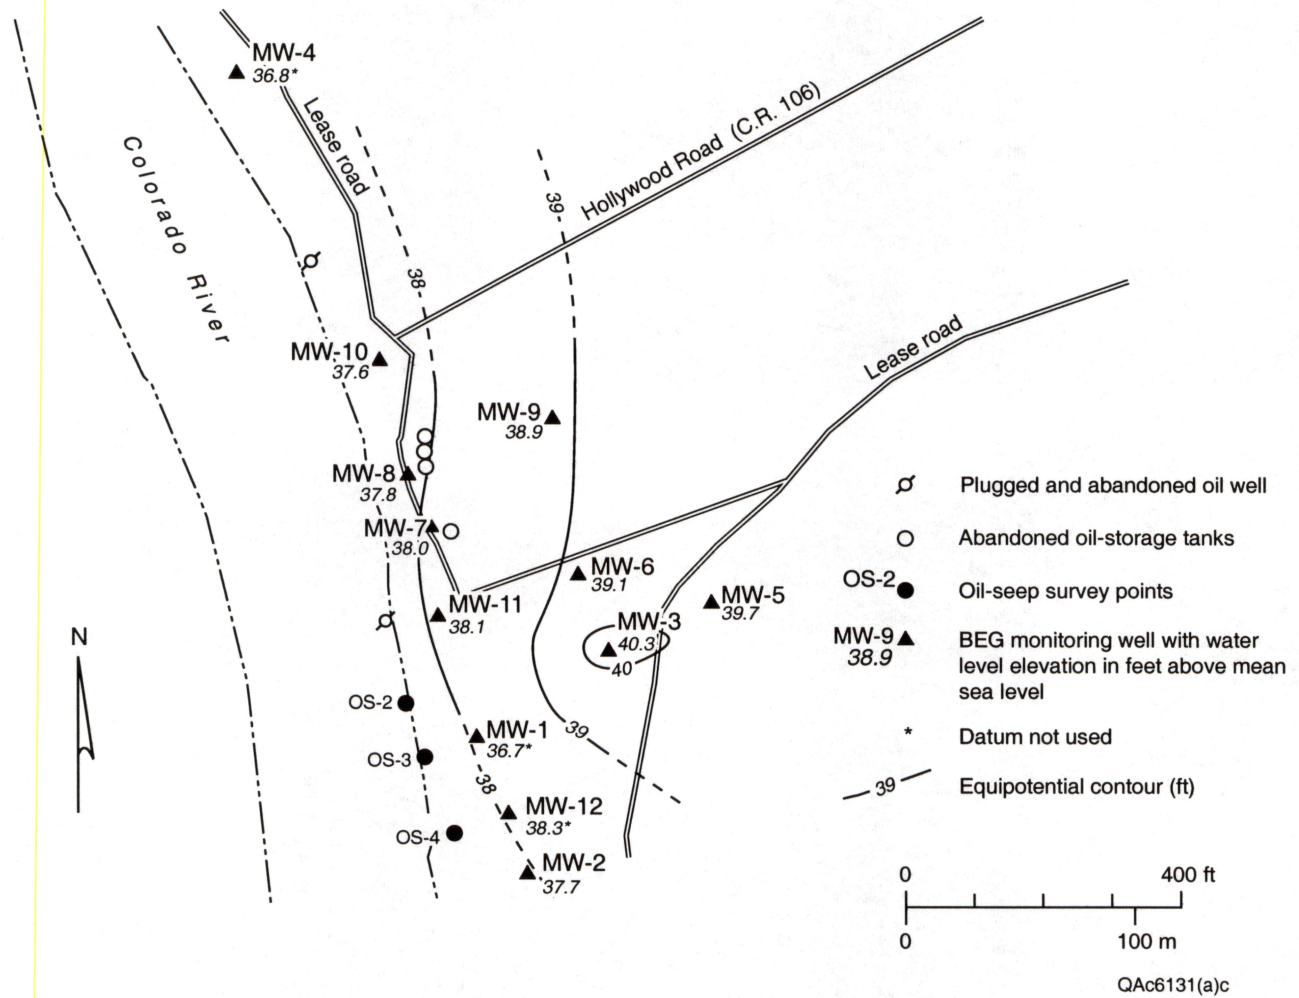 MW-4
36.8*
Lease road
Colorado River
Hollywood Road (C.R. 106)
39
38
Lease road
MW-10
37.6
MW-9
38.9
MW-8
37.8
MW-7
38.0
MW-6
39.1
MW-5
39.7
MW-11
38.1
MW-3
40.3
40
N
OS-2
MW-1
36.7*
39
OS-3
38
MW-12
38.3*
OS-4
MW-2
37.7
Plugged and abandoned oil well
Abandoned oil-storage tanks
OS-2
Oil-seep survey points
MW-9
38.9
BEG monitoring well with water
level elevation in feet above mean
sea level
*
Datum not used
39
Equipotential contour (ft)
0 400 ft
0 100 m
QAc6131(a)c